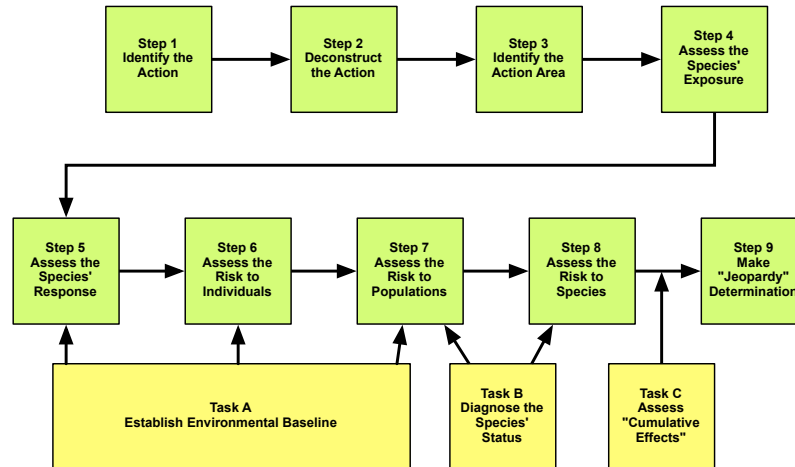 Step 1
Identify the
Action
Step 2
Deconstruct
the Action
Step 3
Identify the
Action Area
Step 4
Assess the
Species'
Exposure
Step 5
Assess the
Species'
Response
Step 6
Assess the
Risk to
Individuals
Step 7
Assess the
Risk to
Populations
Step 8
Assess the
Risk to
Species
Step 9
Make
"Jeopardy"
Determination
Task A
Establish Environmental Baseline
Task B
Diagnose the
Species'
Status
Task C
Assess
"Cumulative
Effects"